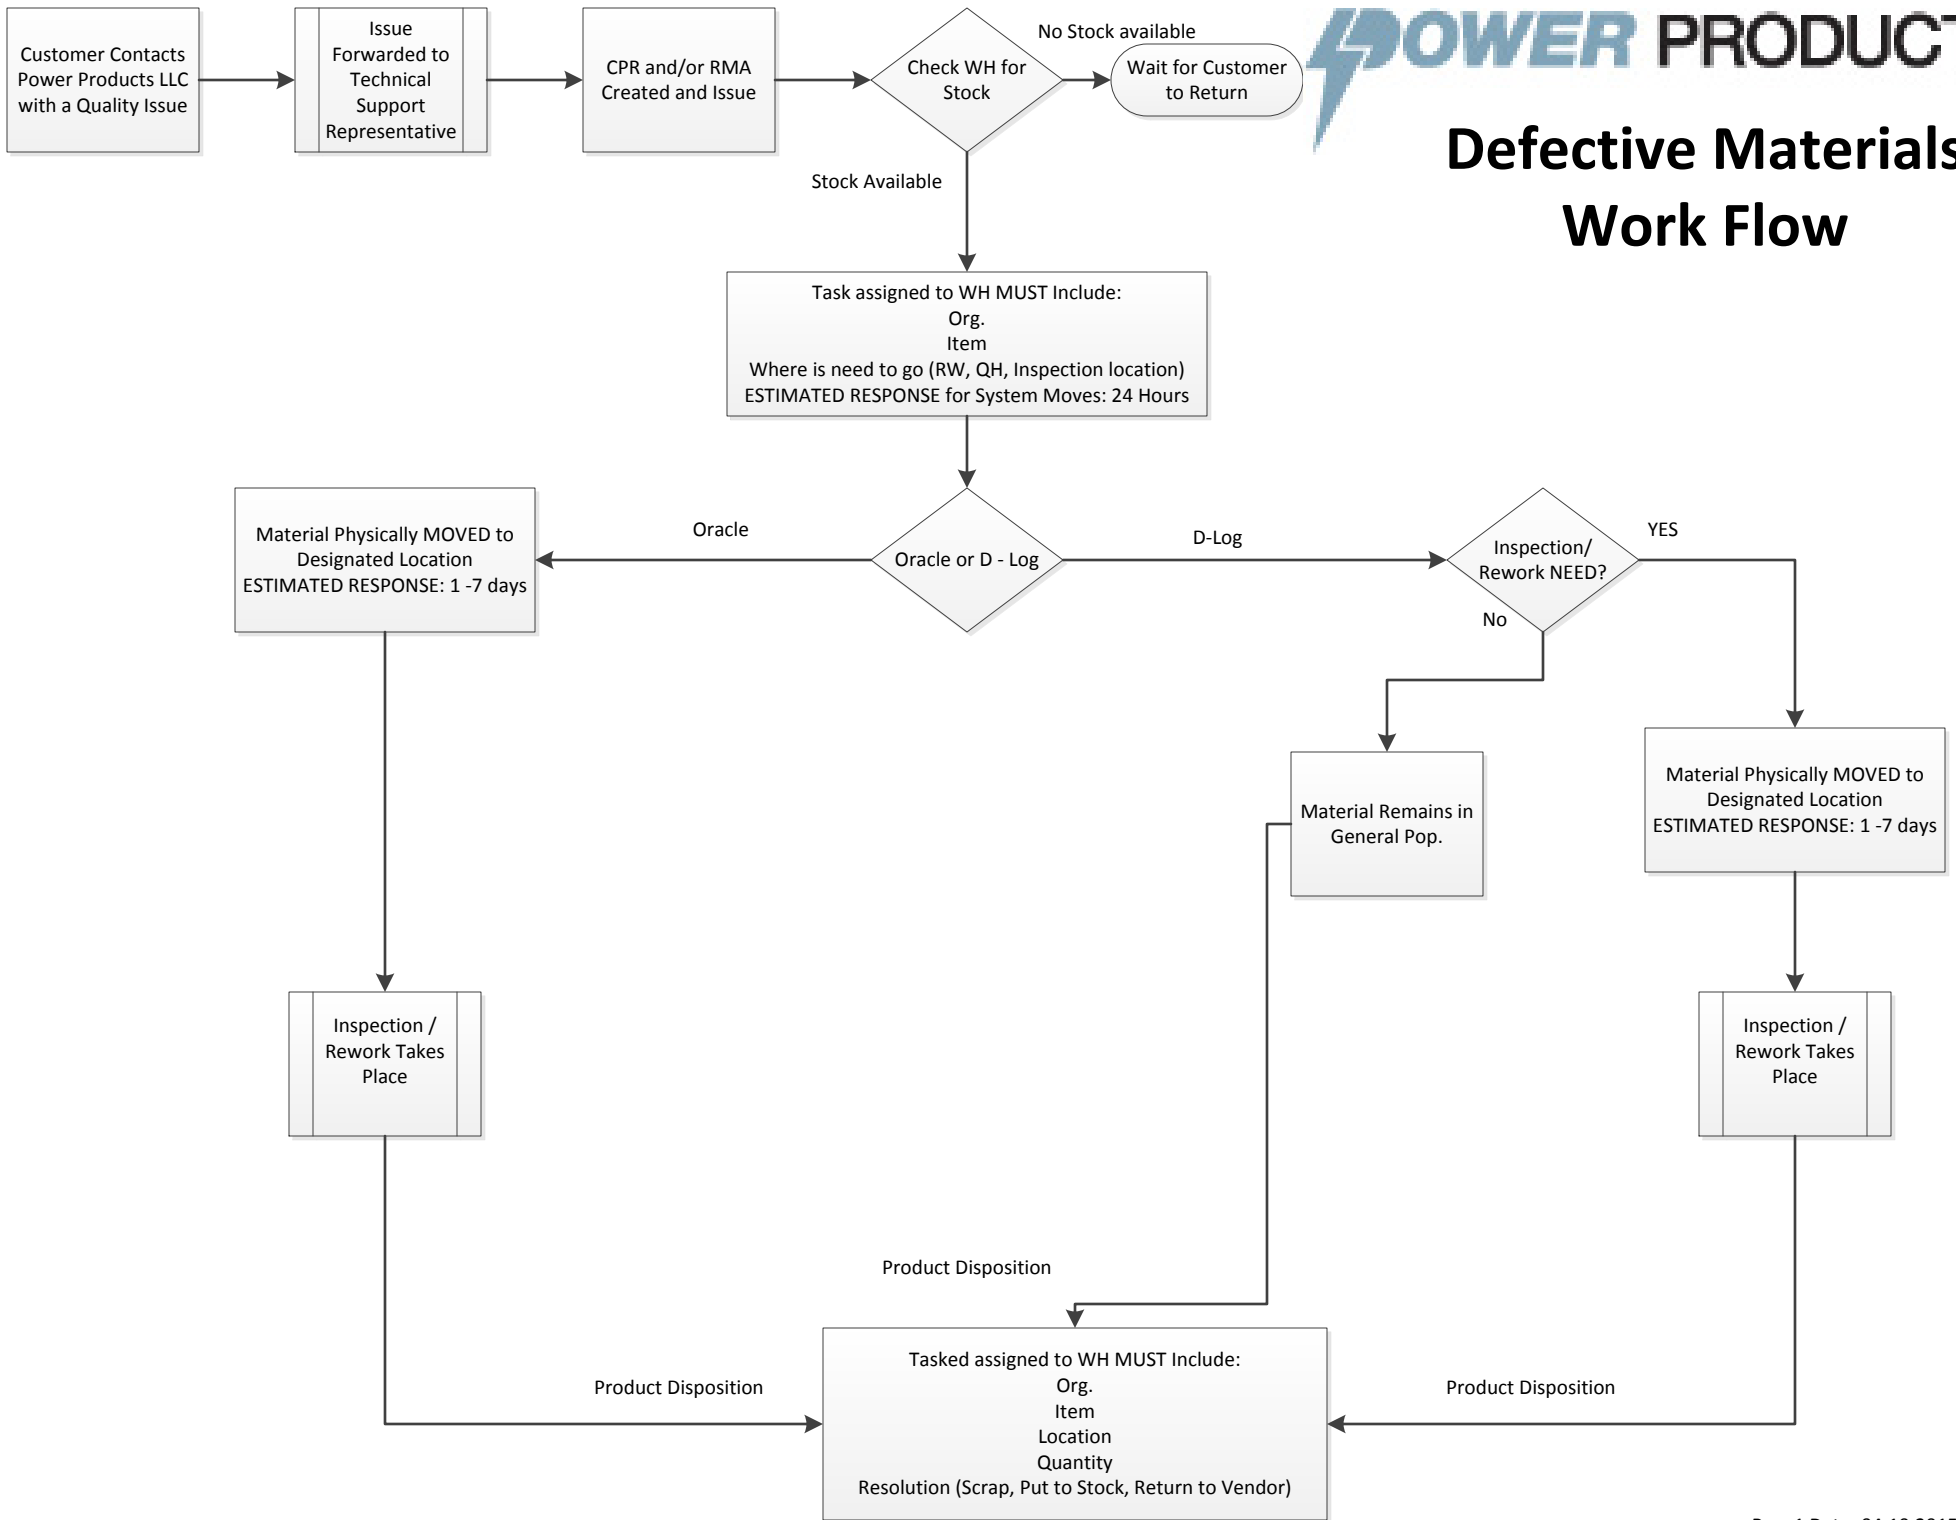 Customer Contacts
Power Products LLC
with a Quality Issue
Issue
Forwarded to
Technical
Support
Representative
CPR and/or RMA
Created and Issue
Check WH for
Stock
No Stock available
Wait for Customer
to Return
POWER PRODUCT
Defective Materials
Work Flow
Stock Available
Task assigned to WH MUST Include:
Org.
Item
Where is need to go (RW, QH, Inspection location)
ESTIMATED RESPONSE for System Moves: 24 Hours
Material Physically MOVED to
Designated Location
ESTIMATED RESPONSE: 1 -7 days
Oracle
Oracle or D - Log
D-Log
Inspection/
Rework NEED?
YES
No
Material Remains in
General Pop.
Material Physically MOVED to
Designated Location
ESTIMATED RESPONSE: 1 -7 days
Inspection /
Rework Takes
Place
Inspection /
Rework Takes
Place
Product Disposition
Product Disposition
Tasked assigned to WH MUST Include:
Org.
Item
Location
Quantity
Resolution (Scrap, Put to Stock, Return to Vendor)
Product Disposition